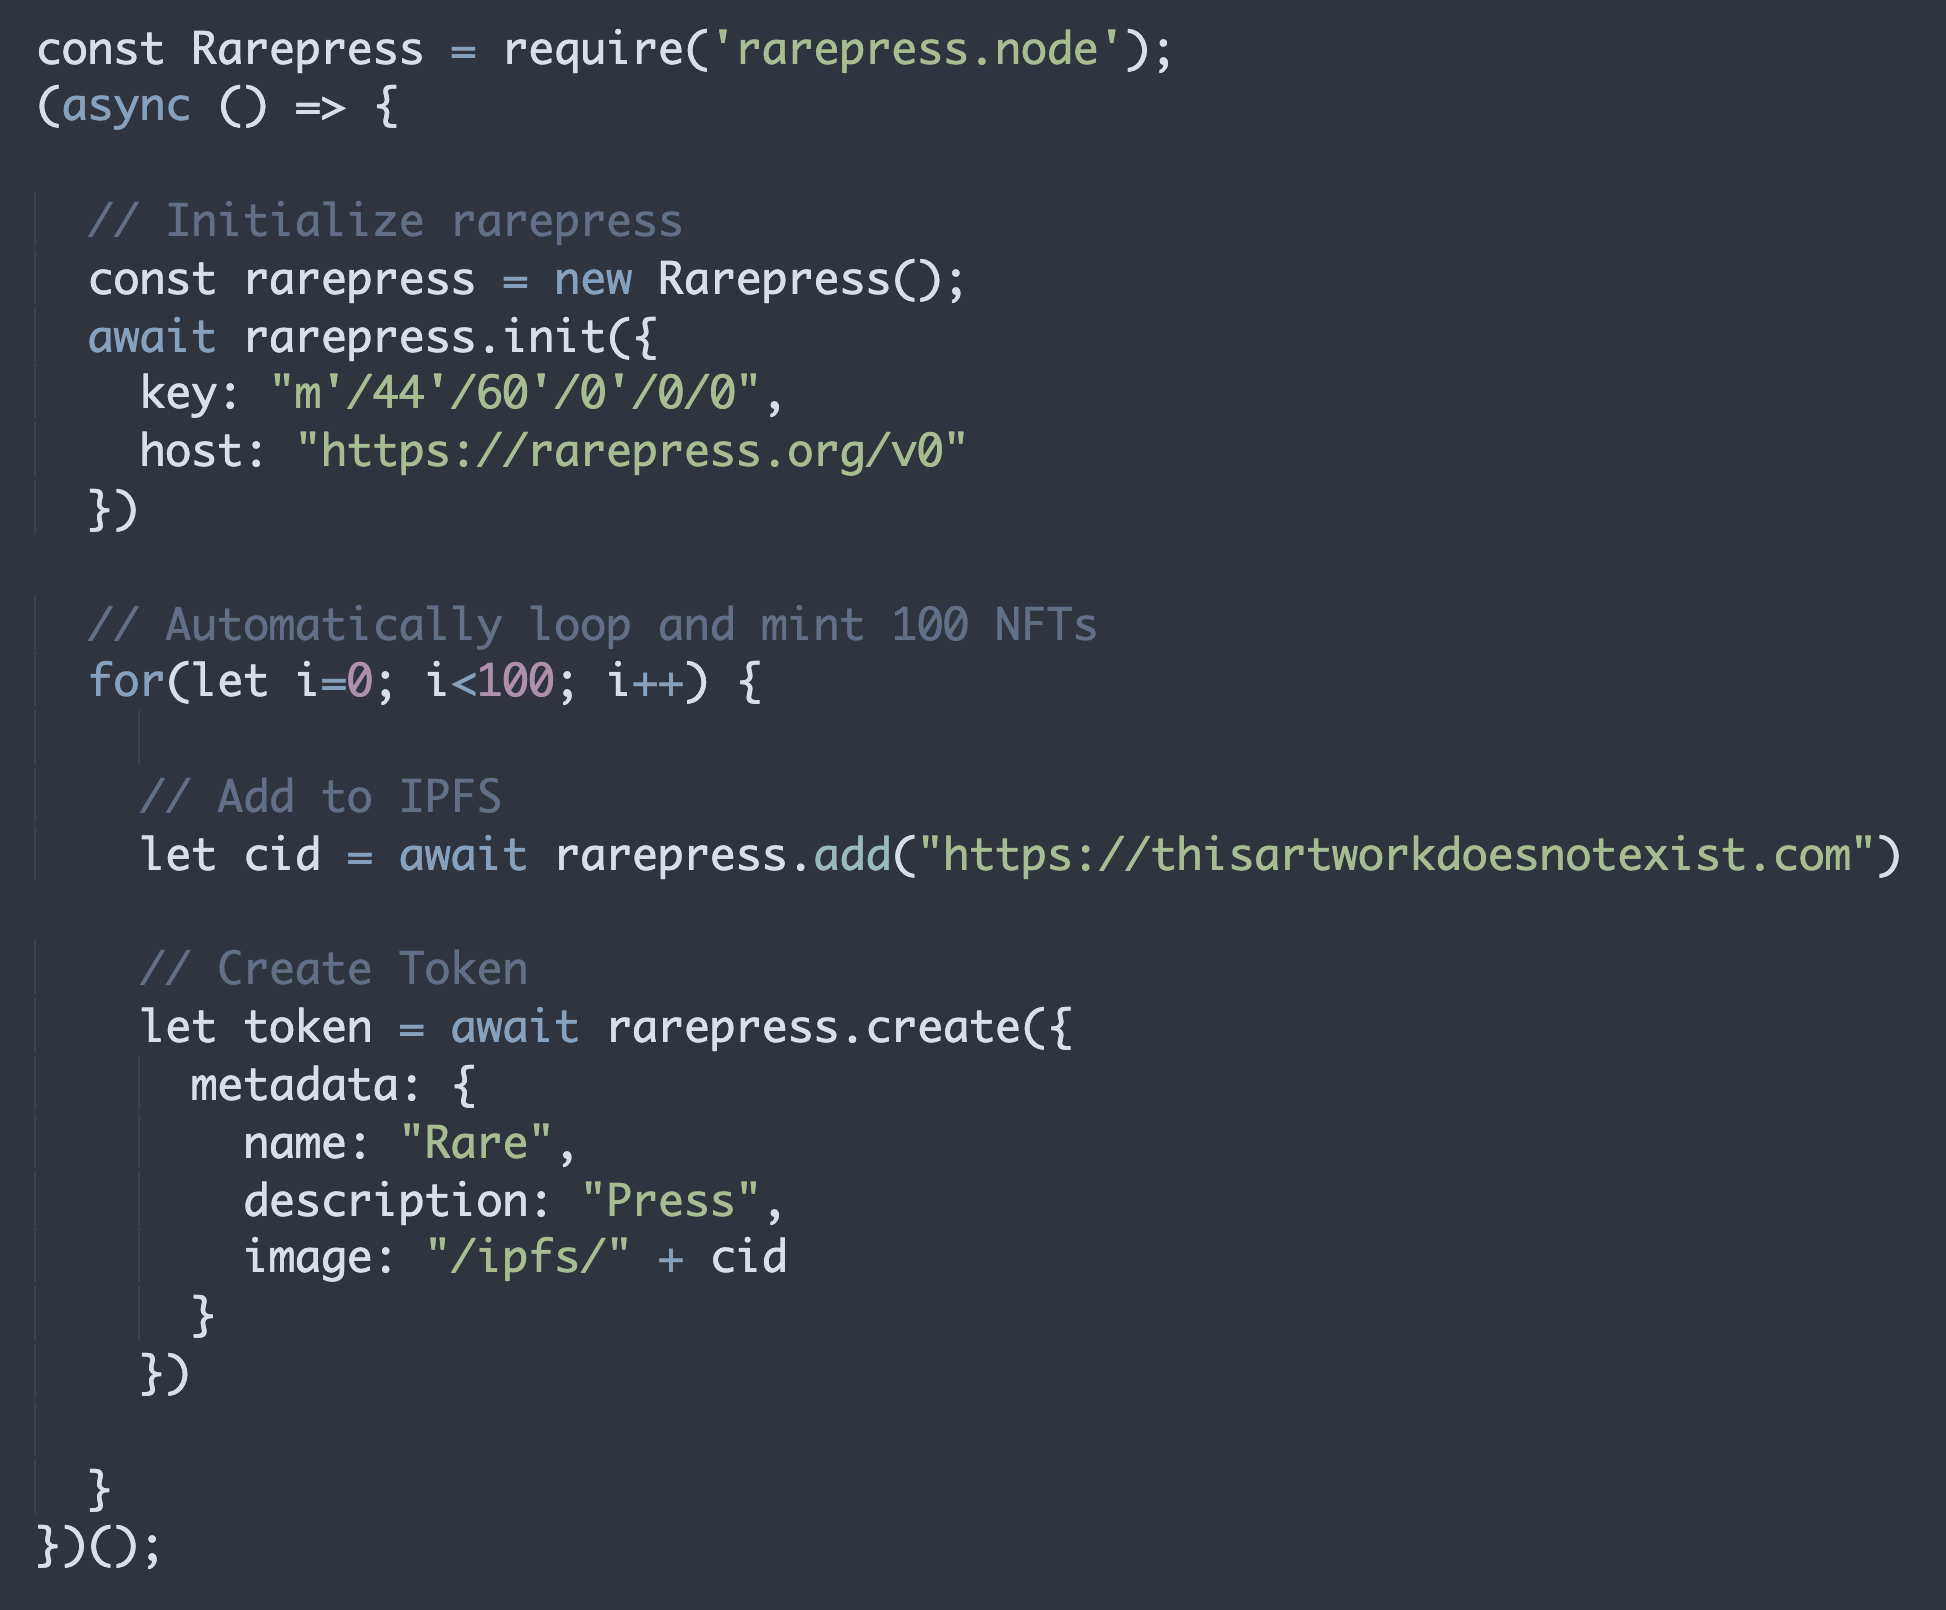 const Rarepress = require('rarepress.node');
(async () => {
// Initialize rarepress
const rarepress = new Rarepress();
await rarepress.init({
key: "m'/44'/60'/0'/0/0",
host: "https://rarepress.org/v0"
})
// Automatically loop and mint 100 NFTs
for(let i=0; i<100; i++) {
// Add to IPFS
let cid = await rarepress.add("https://thisartworkdoesnotexist.com")
// Create Token
let token = await rarepress.create({
metadata: {
name: "Rare",
description: "Press",
image: "/ipfs/" + cid
}
})
}
})();